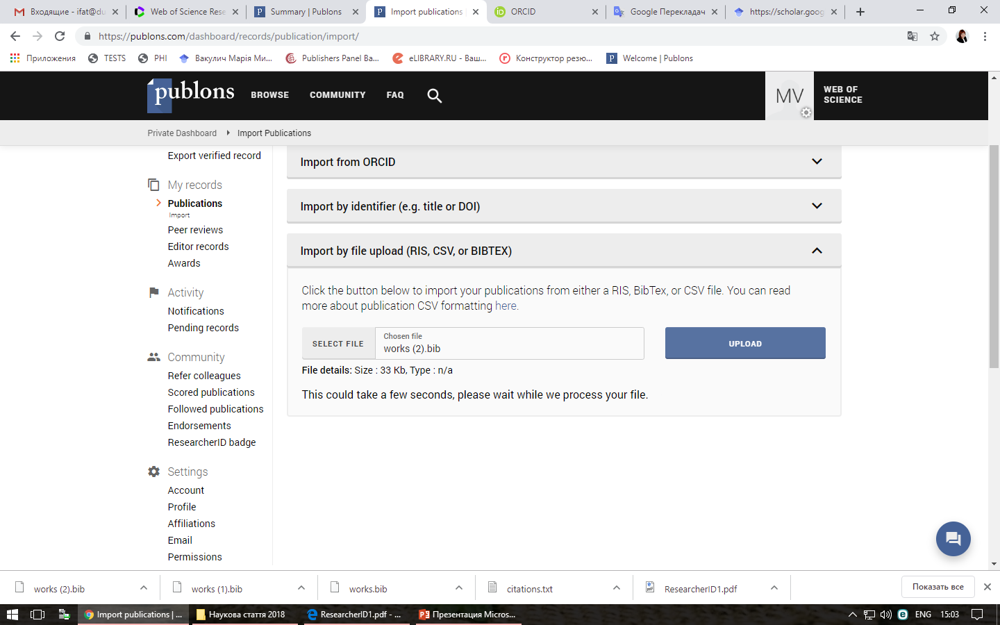 Входящие - ifat@du
Web of Science Rese
Summary | Publons
Import publications
ORCID
Google Перекладач
https://scholar.goog
https://publons.com/dashboard/records/publication/import/
Приложения
TESTS
PHI
Вакулич Марія Ми...
Publishers Panel Ba...
eLIBRARY.RU - Ваш...
Конструктор резю...
Welcome | Publons
publons
BROWSE
COMMUNITY
FAQ
MV
WEB OF
SCIENCE
Private Dashboard
Import Publications
Export verified record
My records
Publications
Import
Peer reviews
Editor records
Awards
Activity
Notifications
Pending records
Community
Refer colleagues
Scored publications
Followed publications
Endorsements
ResearcherID badge
Settings
Account
Profile
Affiliations
Email
Permissions
Import from ORCID
Import by identifier (e.g. title or DOI)
Import by file upload (RIS, CSV, or BIBTEX)
Click the button below to import your publications from either a RIS, BibTex, or CSV file. You can read
more about publication CSV formatting here.
SELECT FILE
Chosen file
works (2).bib
UPLOAD
File details: Size : 33 Kb, Type : n/a
This could take a few seconds, please wait while we process your file.
works (2).bib
works (1).bib
works.bib
citations.txt
ResearcherID1.pdf
Показать все
Import publications | ...
Наукова стаття 2018
ResearcherID1.pdf - ...
Презентация Micros...
ENG
15:03